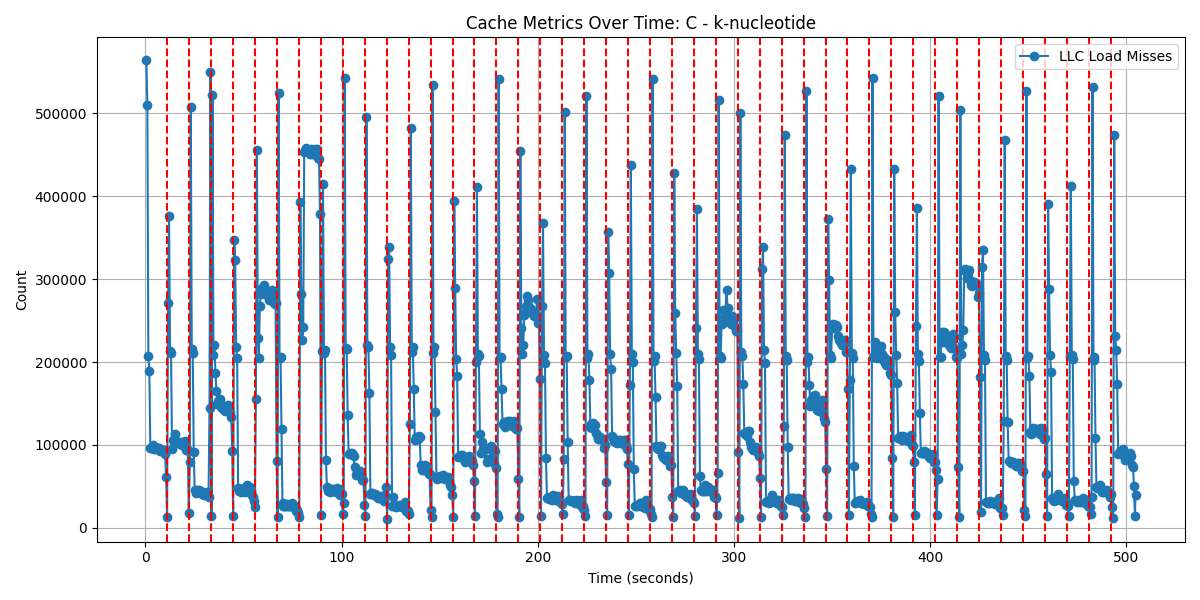 Cache Metrics Over Time: C - k-nucleotide
LLC Load Misses
Count
500000
400000
300000
200000
100000
0
0 100 200 300 400 500
Time (seconds)